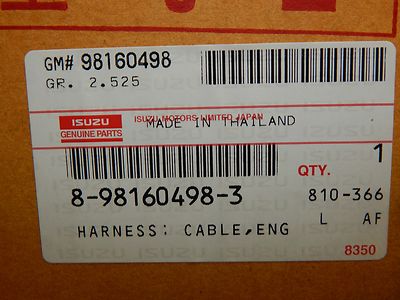 GM# 98160498
GR. 2.525
ISUZU
GENUINE PARTS
ISUZU MOTORS LIMITED JAPAN
MADE IN THAILAND
QTY. 1
8-98160498-3
810-366
L AF
HARNESS: CABLE,ENG
8350